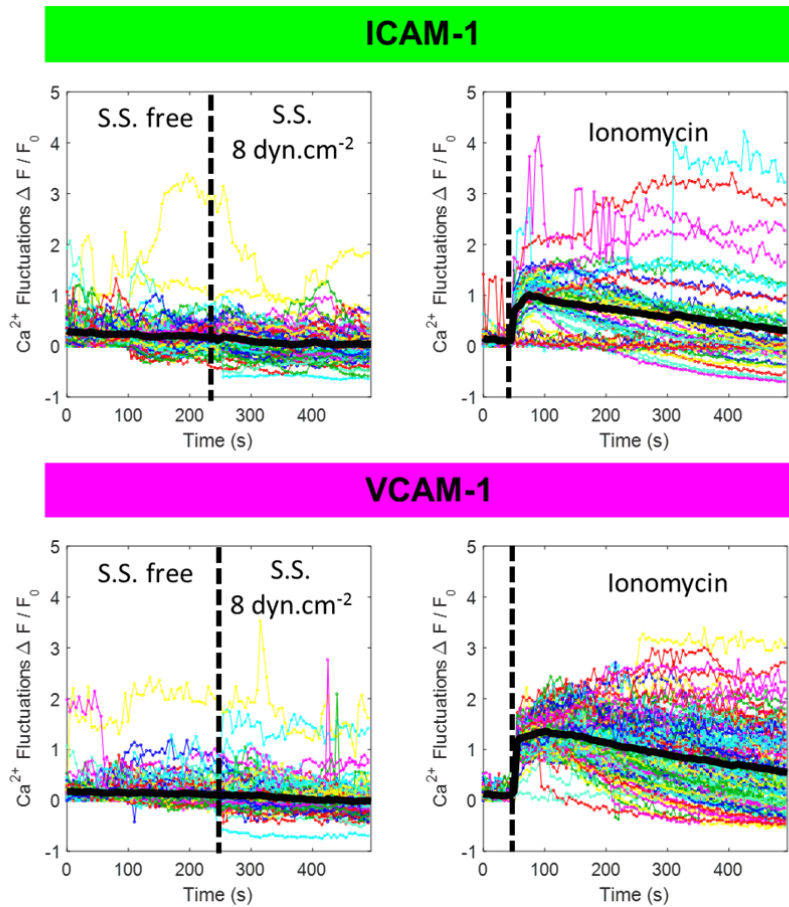 ICAM-1
Ca²⁺ Fluctuations Δ F / F₀
5
4
3
2
1
0
-1
S.S. free
S.S.
8 dyn.cm⁻²
0 100 200 300 400
Time (s)
Ca²⁺ Fluctuations Δ F / F₀
5
4
3
2
1
0
-1
Ionomycin
0 100 200 300 400
Time (s)
VCAM-1
Ca²⁺ Fluctuations Δ F / F₀
5
4
3
2
1
0
-1
S.S. free
S.S.
8 dyn.cm⁻²
0 100 200 300 400
Time (s)
Ca²⁺ Fluctuations Δ F / F₀
5
4
3
2
1
0
-1
Ionomycin
0 100 200 300 400
Time (s)